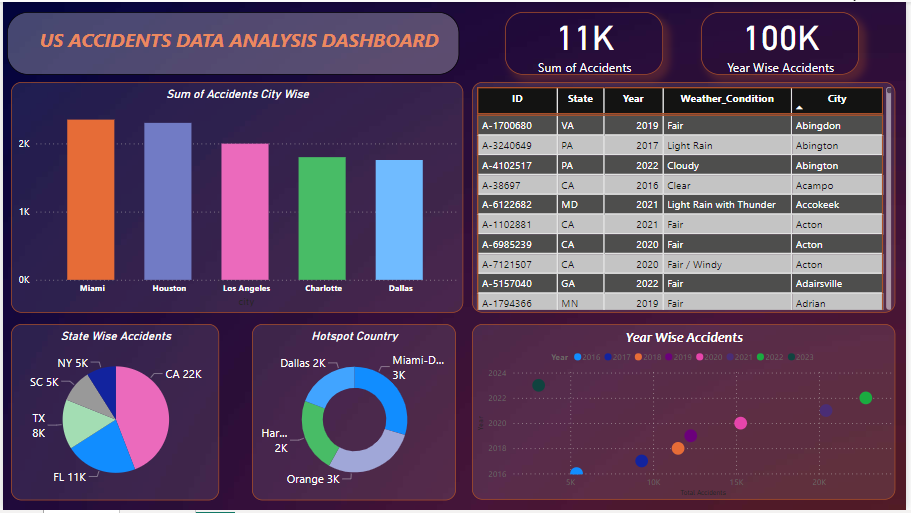 US ACCIDENTS DATA ANALYSIS DASHBOARD
11K
Sum of Accidents
100K
Year Wise Accidents
Sum of Accidents City Wise
2K
1K
0K
Miami Houston Los Angeles Charlotte Dallas
City
ID State Year Weather_Condition City
A-1700680 VA 2019 Fair Abingdon
A-3240649 PA 2017 Light Rain Abington
A-4102517 PA 2022 Cloudy Abington
A-38697 CA 2016 Clear Acampo
A-6122682 MD 2021 Light Rain with Thunder Accokeek
A-1102881 CA 2021 Fair Acton
A-6985239 CA 2020 Fair Acton
A-7121507 CA 2020 Fair / Windy Acton
A-5157040 GA 2022 Fair Adairsville
A-1794366 MN 2019 Fair Adrian
State Wise Accidents
NY 5K
CA 22K
SC 5K
TX
8K
FL 11K
Hotspot Country
Dallas 2K
Miami-D...
3K
Har...
2K
Orange 3K
Year Wise Accidents
Year 2016 2017 2018 2019 2020 2021 2022 2023
2024
2022
2020
2018
2016
Year
5K 10K 15K 20K
Total Accidents